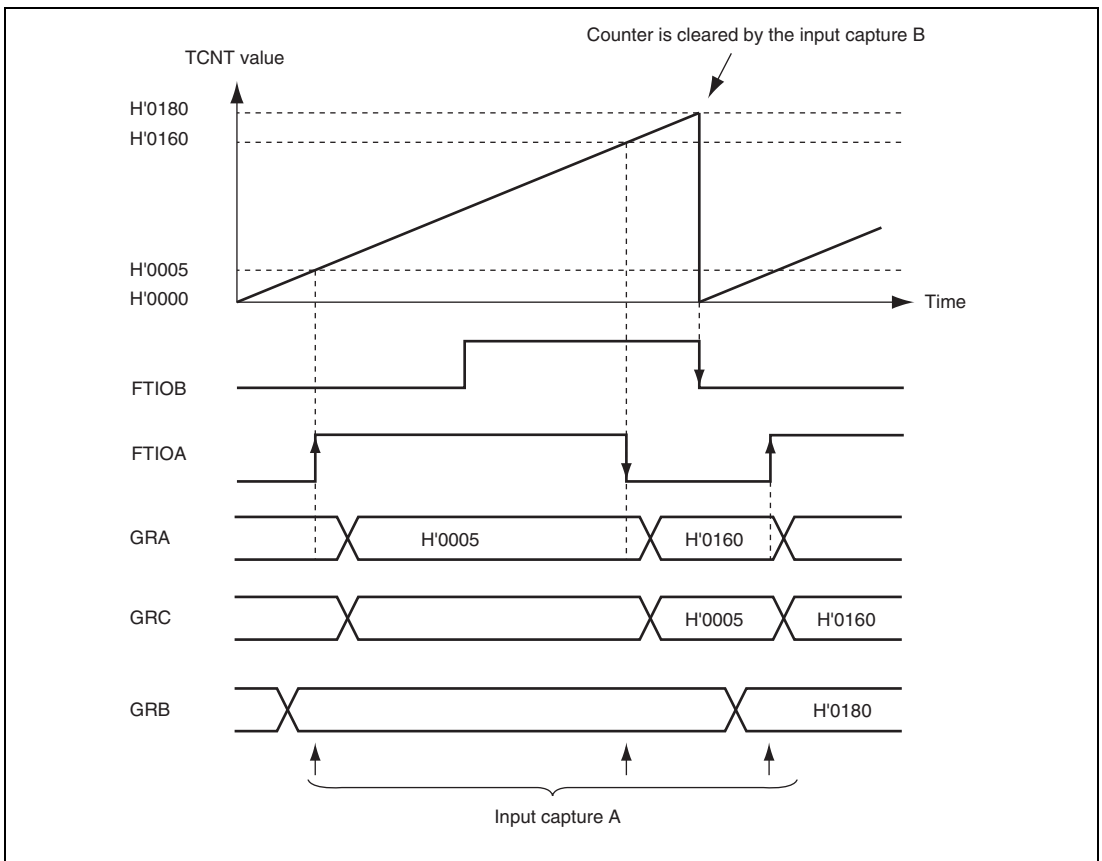 Counter is cleared by the input capture B
TCNT value
H'0180
H'0160
H'0005
H'0000
Time
FTIOB
FTIOA
GRA
H'0005
H'0160
GRC
H'0005
H'0160
GRB
H'0180
Input capture A